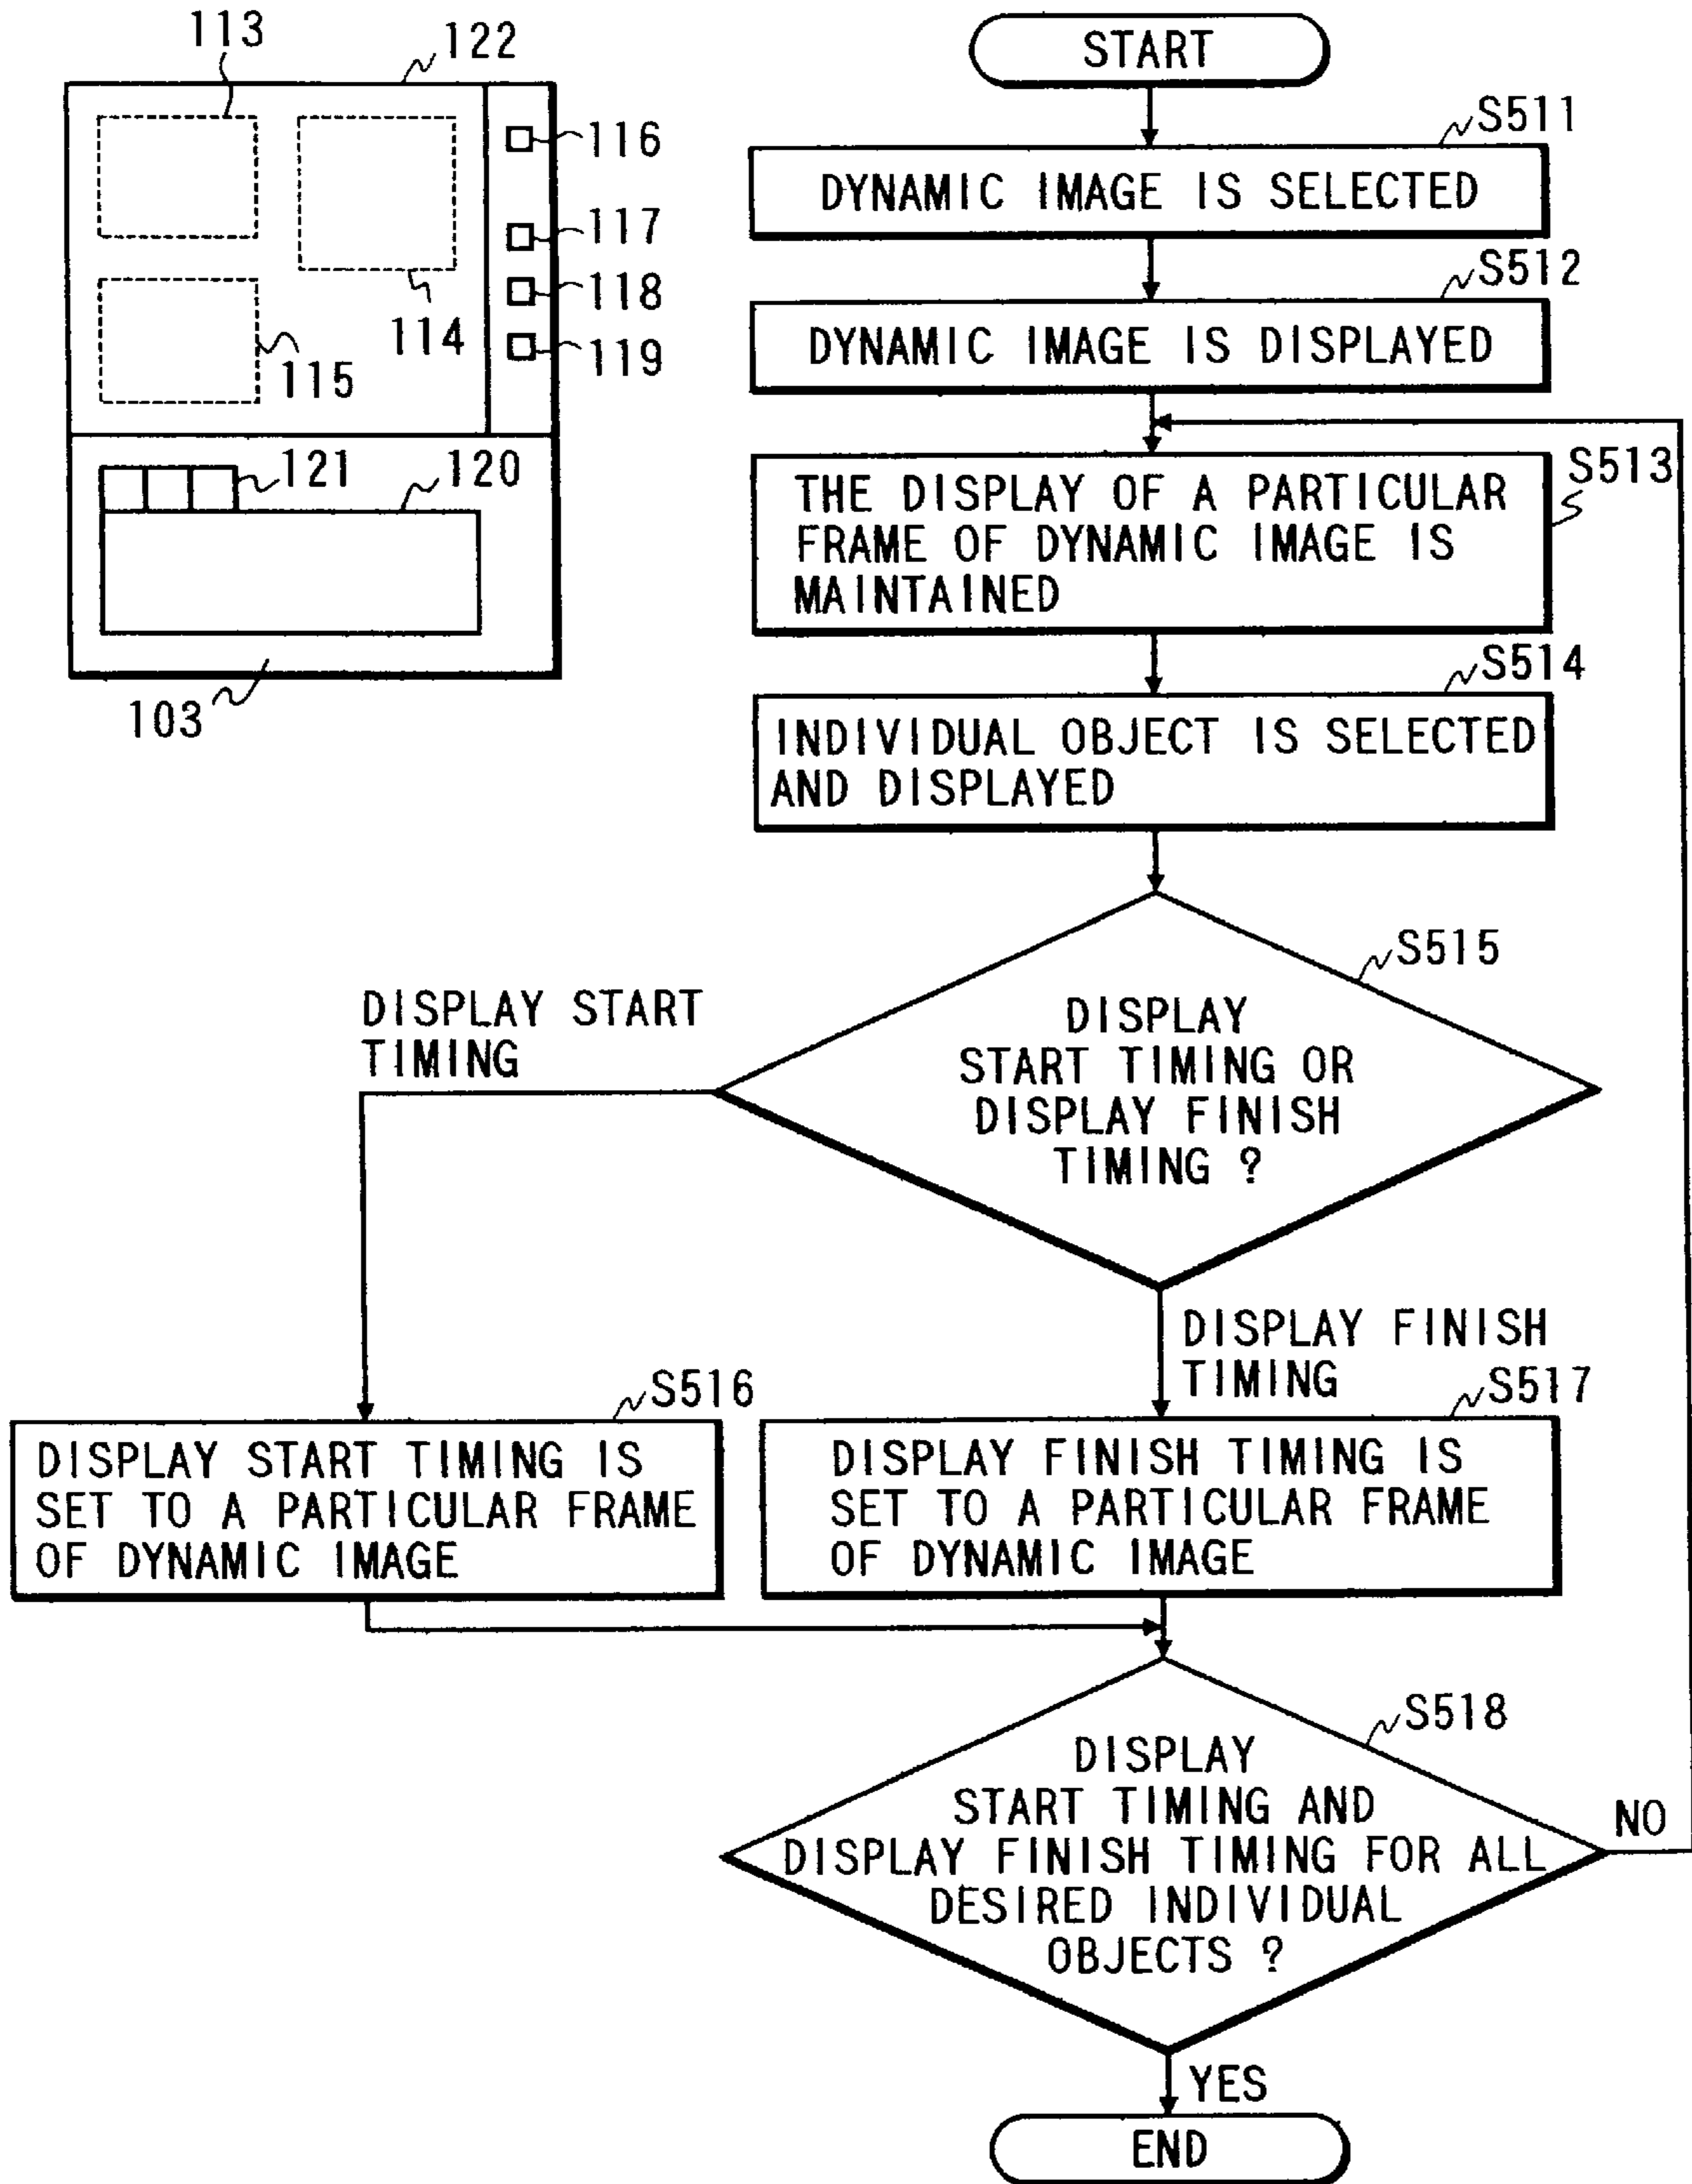 113
122
116
117
118
114
119
115
121
120
103
START
S511
DYNAMIC IMAGE IS SELECTED
S512
DYNAMIC IMAGE IS DISPLAYED
S513
THE DISPLAY OF A PARTICULAR
FRAME OF DYNAMIC IMAGE IS
MAINTAINED
S514
INDIVIDUAL OBJECT IS SELECTED
AND DISPLAYED
S515
DISPLAY
START TIMING OR
DISPLAY FINISH
TIMING ?
DISPLAY START
TIMING
DISPLAY FINISH
TIMING
S516
DISPLAY START TIMING IS
SET TO A PARTICULAR FRAME
OF DYNAMIC IMAGE
S517
DISPLAY FINISH TIMING IS
SET TO A PARTICULAR FRAME
OF DYNAMIC IMAGE
S518
DISPLAY
START TIMING AND
DISPLAY FINISH TIMING FOR ALL
DESIRED INDIVIDUAL
OBJECTS ?
NO
YES
END